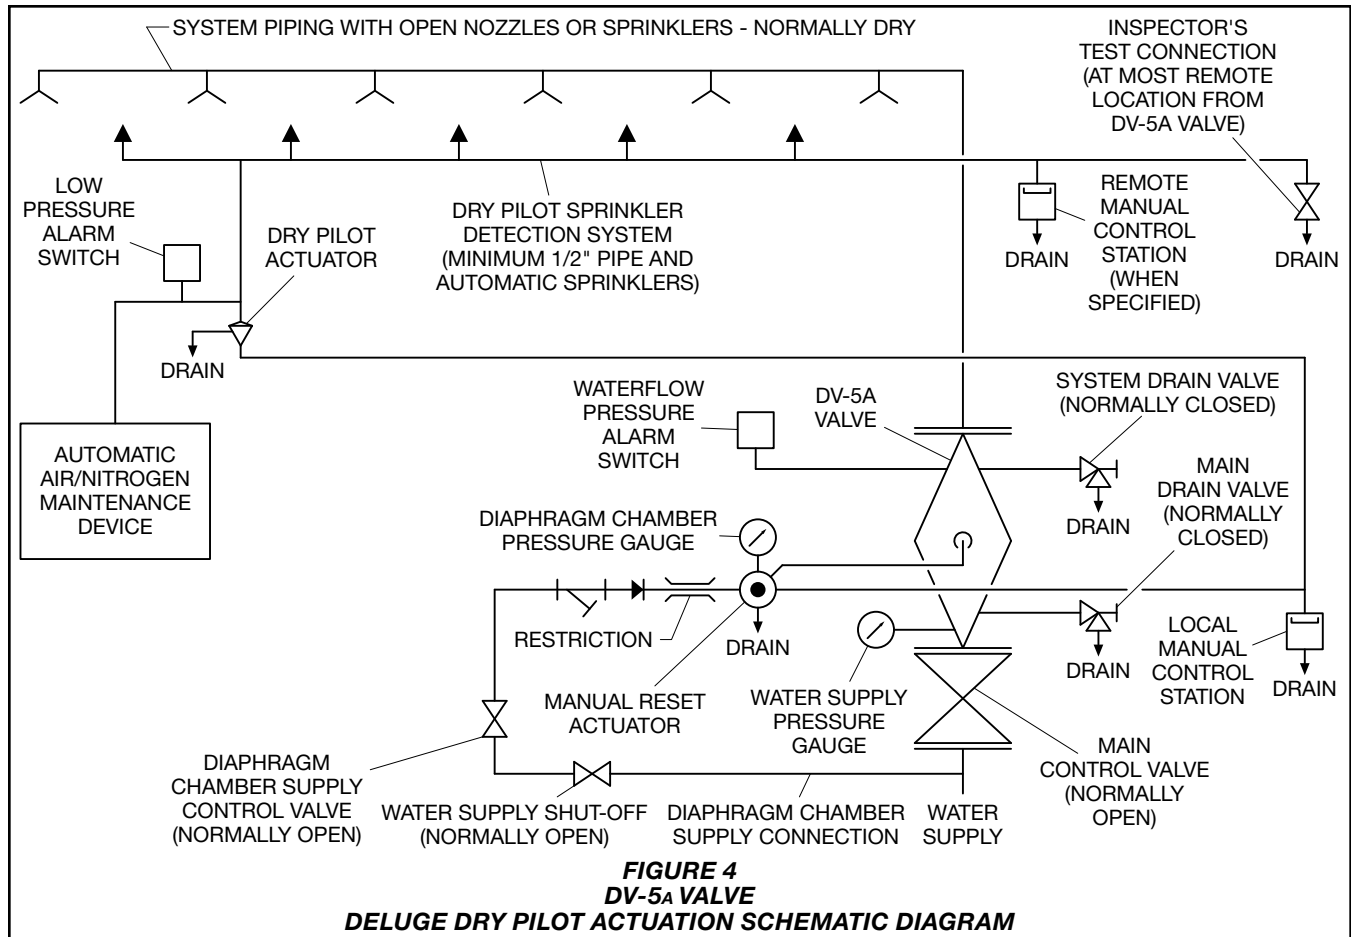 SYSTEM PIPING WITH OPEN NOZZLES OR SPRINKLERS - NORMALLY DRY
INSPECTOR'S
TEST CONNECTION
(AT MOST REMOTE
LOCATION FROM
DV-5A VALVE)
LOW
PRESSURE
ALARM
SWITCH
DRY PILOT
ACTUATOR
DRY PILOT SPRINKLER
DETECTION SYSTEM
(MINIMUM 1/2" PIPE AND
AUTOMATIC SPRINKLERS)
DRAIN
REMOTE
MANUAL
CONTROL
STATION
(WHEN
SPECIFIED)
DRAIN
DRAIN
AUTOMATIC
AIR/NITROGEN
MAINTENANCE
DEVICE
WATERFLOW
PRESSURE
ALARM
SWITCH
DV-5A
VALVE
SYSTEM DRAIN VALVE
(NORMALLY CLOSED)
DRAIN
MAIN
DRAIN VALVE
(NORMALLY
CLOSED)
DIAPHRAGM CHAMBER
PRESSURE GAUGE
RESTRICTION
DRAIN
DRAIN
LOCAL
MANUAL
CONTROL
STATION
DRAIN
MANUAL RESET
ACTUATOR
WATER SUPPLY
PRESSURE
GAUGE
MAIN
CONTROL VALVE
(NORMALLY
OPEN)
DIAPHRAGM
CHAMBER SUPPLY
CONTROL VALVE
(NORMALLY OPEN)
WATER SUPPLY SHUT-OFF
(NORMALLY OPEN)
DIAPHRAGM CHAMBER
SUPPLY CONNECTION
WATER
SUPPLY
FIGURE 4
DV-5A VALVE
DELUGE DRY PILOT ACTUATION SCHEMATIC DIAGRAM